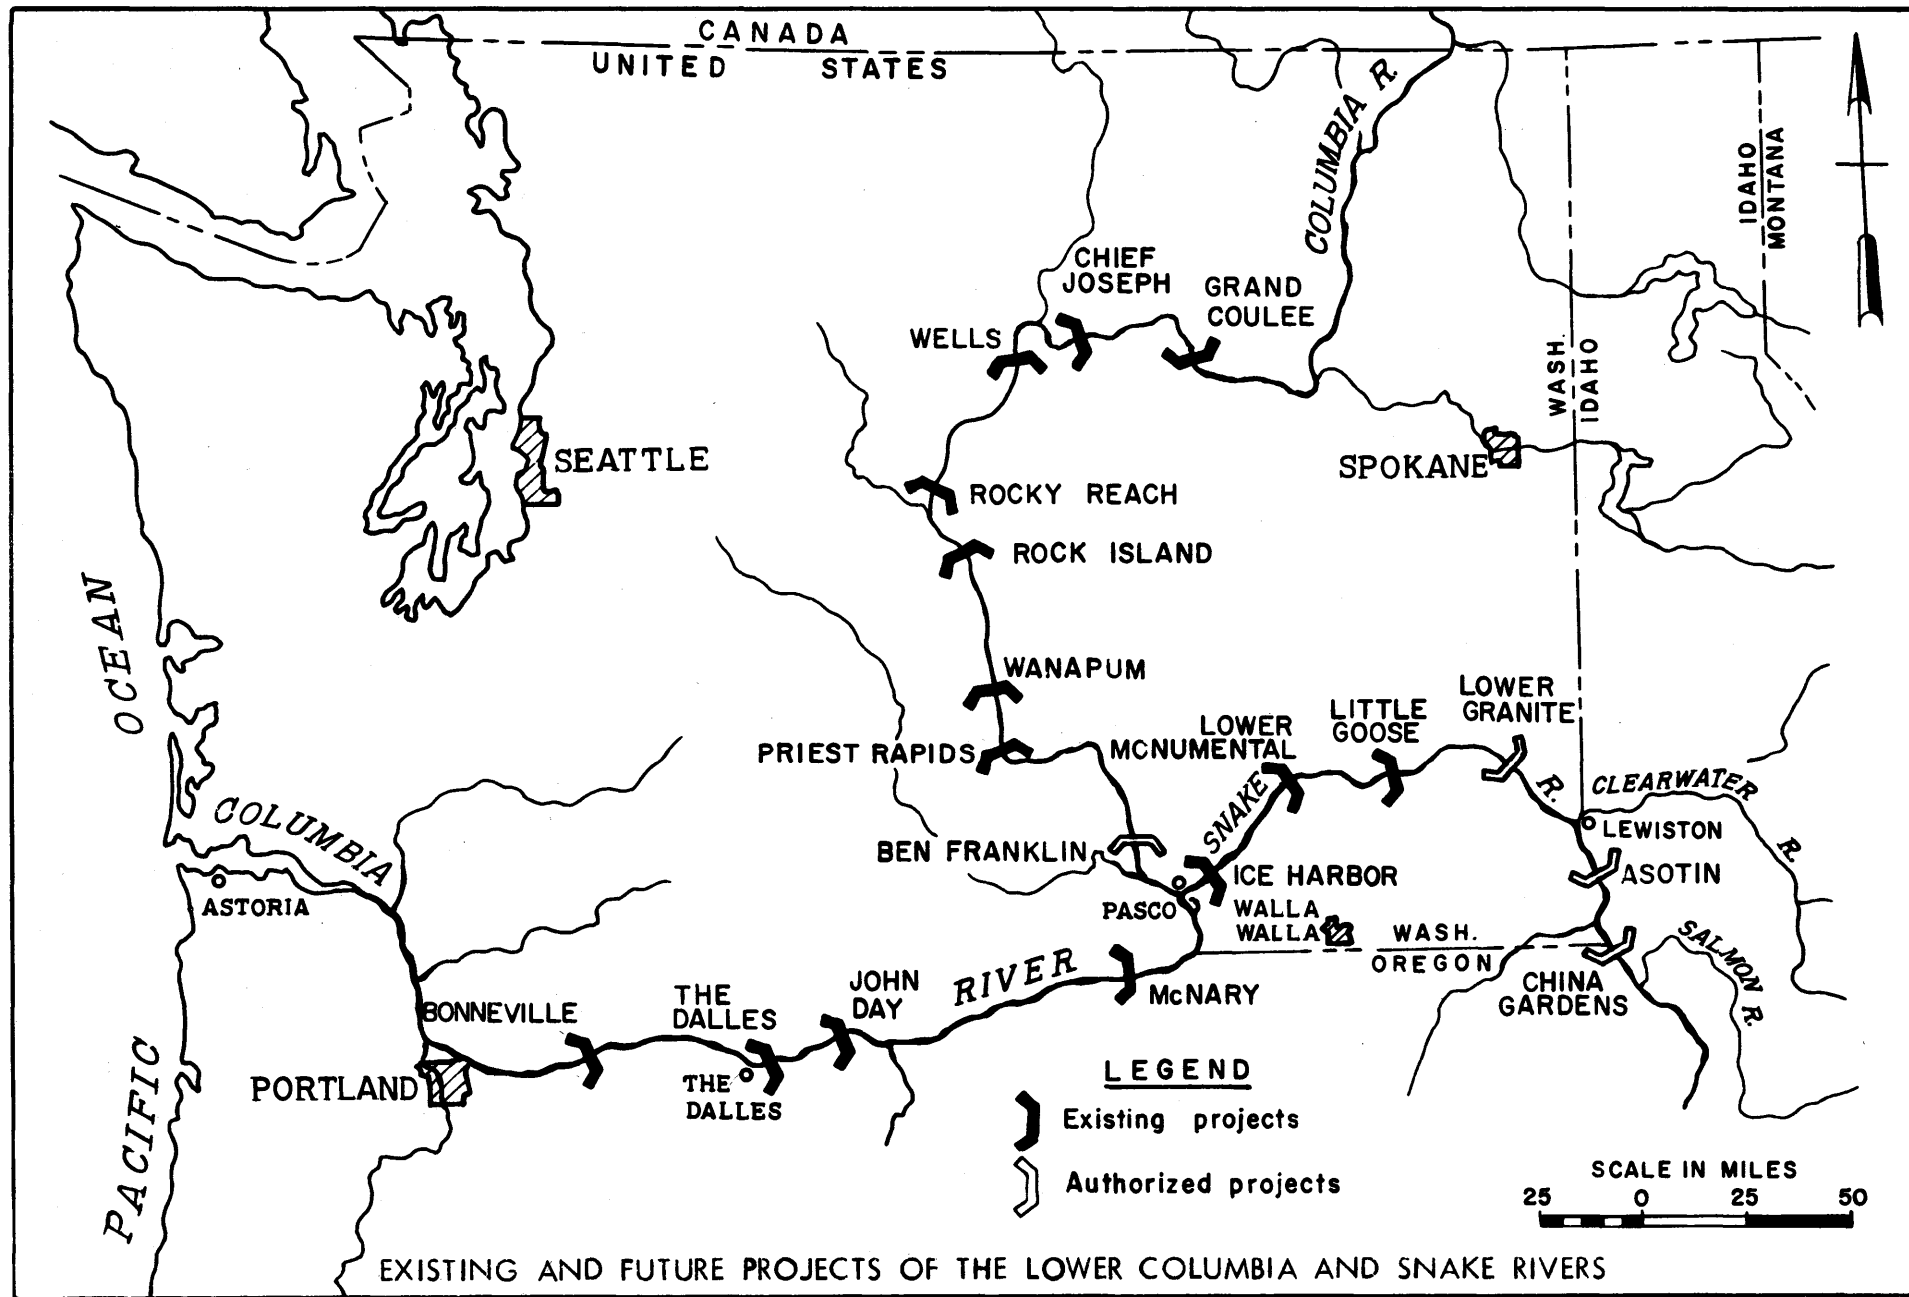 CANADA
UNITED STATES
COLUMBIA R.
IDAHO
MONTANA
CHIEF
JOSEPH
GRAND
COULEE
WELLS
WASH.
IDAHO
SEATTLE
SPOKANE
ROCKY REACH
ROCK ISLAND
PACIFIC OCEAN
WANAPUM
PRIEST RAPIDS
LOWER
MCNUMENTAL
LITTLE
GOOSE
LOWER
GRANITE
SNAKE R.
CLEARWATER R.
COLUMBIA RIVER
BEN FRANKLIN
LEWISTON
ICE HARBOR
ASOTIN
ASTORIA
PASCO
WALLA
WALLA
WASH.
OREGON
SALMON R.
CHINA
GARDENS
BONNEVILLE
THE
DALLES
JOHN
DAY
McNARY
PORTLAND
THE
DALLES
LEGEND
Existing projects
Authorized projects
SCALE IN MILES
25 0 25 50
EXISTING AND FUTURE PROJECTS OF THE LOWER COLUMBIA AND SNAKE RIVERS